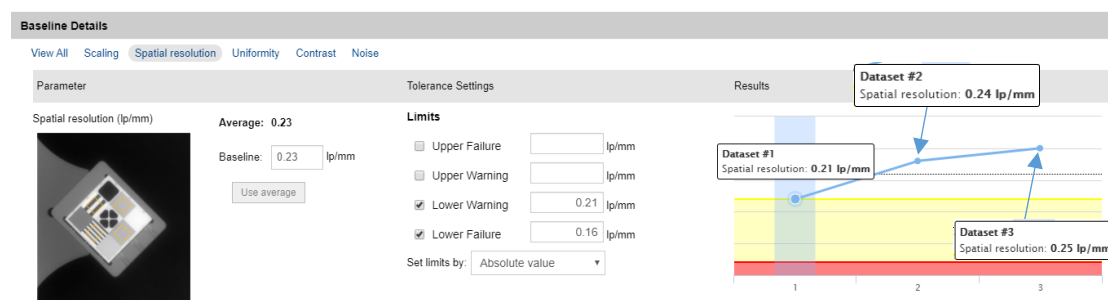 Baseline Details
View All Scaling Spatial resolution Uniformity Contrast Noise
Parameter Tolerance Settings Results
Spatial resolution (lp/mm)
Average: 0.23
Baseline: 0.23 lp/mm
Use average
Limits
Upper Failure lp/mm
Upper Warning lp/mm
Lower Warning 0.21 lp/mm
Lower Failure 0.16 lp/mm
Set limits by: Absolute value
Dataset #2
Spatial resolution: 0.24 lp/mm
Dataset #1
Spatial resolution: 0.21 lp/mm
Dataset #3
Spatial resolution: 0.25 lp/mm
1 2 3